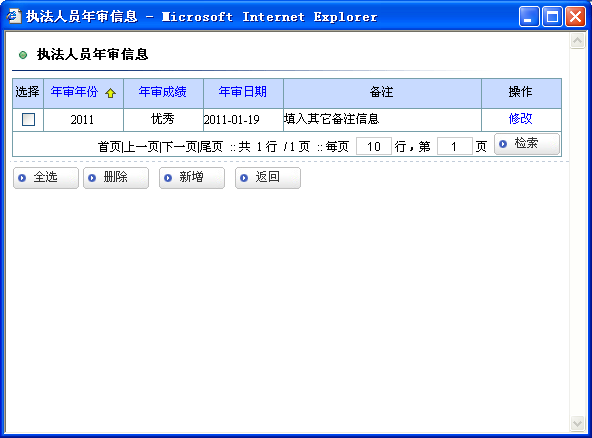 执法人员年审信息 - Microsoft Internet Explorer
执法人员年审信息
选择 年审年份 年审成绩 年审日期 备注 操作
2011 优秀 2011-01-19 填入其它备注信息 修改
首页|上一页|下一页|尾页 :: 共 1 行 / 1 页 :: 每页 10 行，第 1 页 检索
全选 删除 新增 返回